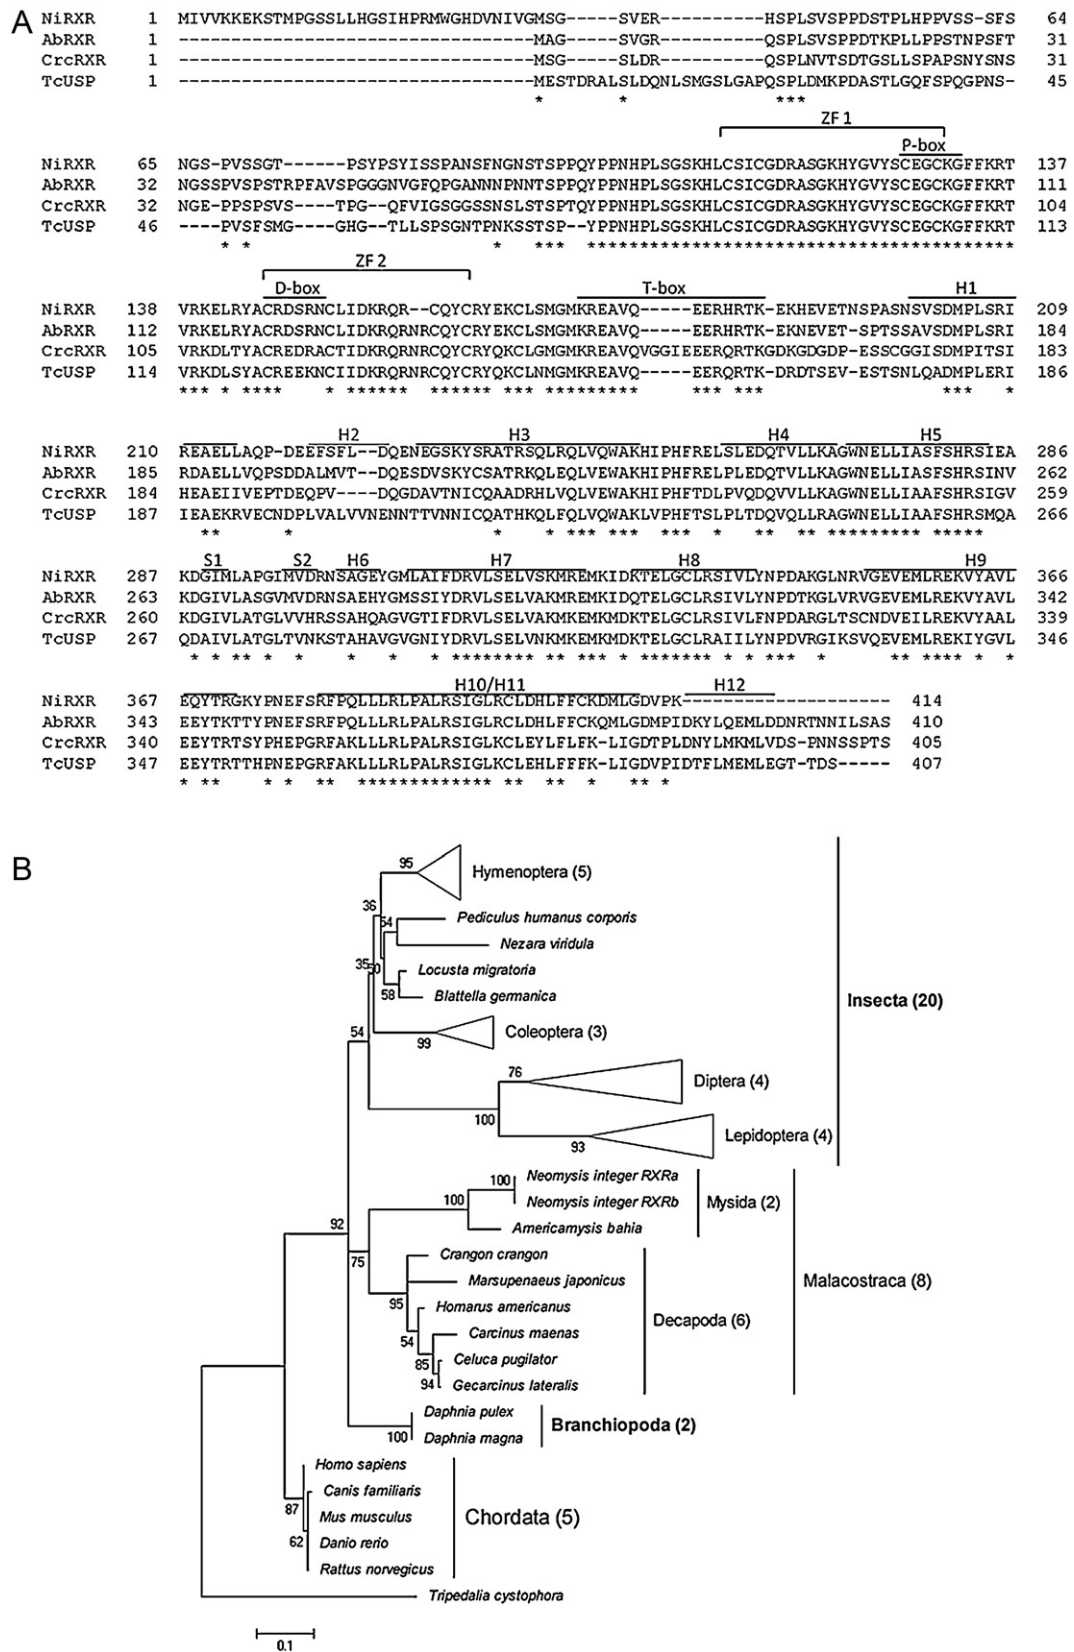 A
NiRXR 1 MIVVKKEKSTMPGSSLLHGSIHPRMWGHDVNIVGMSG-----SVER----------HSPLSVSPPDSTPLHPPVSS-SFS 64
AbRXR 1 ----------------------------------MAG-----SVGR----------QSPLSVSPPDTKPLLPPSTNPSFT 31
CrcRXR 1 ----------------------------------MSG-----SLDR----------QSPLNVTSDTGSLLSPAPSNYSNS 31
TcUSP 1 ----------------------------------MESTDRALSLDQNLSMGSLGAPQSPLDMKPDASTLGQFSPQGPNS- 45
* * ***
ZF 1
P-box
NiRXR 65 NGS-PVSSGT------PSYPSYISSPANSFNGNSTSPPQYPPNHPLSGSKHLCSICGDRASGKHYGVYSCEGCKGFFKRT 137
AbRXR 32 NGSSPVSPSTRPFAVSPGGGNVGFQPGANNNPNNTSPPQYPPNHPLSGSKHLCSICGDRASGKHYGVYSCEGCKGFFKRT 111
CrcRXR 32 NGE-PPSPSVS----TPG--QFVIGSGGSSNSLSTSPTQYPPNHPLSGSKHLCSICGDRASGKHYGVYSCEGCKGFFKRT 104
TcUSP 46 ----PVSFSMG----GHG--TLLSPSGNTPNKSSTSP--YPPNHPLSGSKHLCSICGDRASGKHYGVYSCEGCKGFFKRT 113
* * * *** * *****************************************
ZF 2
D-box T-box H1
NiRXR 138 VRKELRYACRDSRNCLIDKRQR--CQYCRYEKCLSMGMKREAVQ-----EERHRTK-EKHEVETNSPASNSVSDMPLSRI 209
AbRXR 112 VRKDLTYACREDRNCLIDKRQRNRCQYCRYEKCLSMGMKREAVQ-----EERHRTK-EKNEVET-SPTSSAVSDMPLSRI 184
CrcRXR 105 VRKDLTYACREDRACTIDKRQRNRCQYCRYQKCLGMGMKREAVQVGGIEEERQRTKGDKGDGDP-ESSCGGISDMPITSI 183
TcUSP 114 VRKDLSYACREEKNCIIDKRQRNRCQYCRYQKCLNMGMKREAVQ-----EERQRTK-DRDTSEV-ESTSNLQADMPLERI 186
*** * **** * ****** ***** *** ********* *** *** *** *
H2 H3 H4 H5
NiRXR 210 REAELLAQP-DEEFSFL--DQENEGSKYSRATRSQLRQLVQWAKHIPHFRELSLEDQTVLLKAGWNELLIASFSHRSIEA 286
AbRXR 185 RDAELLVQPSDDALMVT--DQESDVSKYCSATRKQLVQLVEWAKHIPHFRELPLEDQTVLLKAGWNELLIASFSHRSINV 262
CrcRXR 184 HEAEIIVEPTDEQPV----DQGDAVTNICQAADRHLVQLVEWAKHIPHFTDLPVQDQVVLLKAGWNELLIAAFSHRSIGV 259
TcUSP 187 IEAEKRVECNDPLVALVVNENNTTVNNICQATHKQLFQLVQWAKLVPHFTSLPLTDQVQLLRAGWNELLIAAFSHRSMQA 266
** * * * *** *** *** * ** ** ********** *****
S1 S2 H6 H7 H8 H9
NiRXR 287 KDGIMLAPGIMVDRNSAGEYGMLAIFDRVLSELVSKMREMKIDKTELGCLRSIVLYNPDAKGLNRVGEVEMLREKVYAVL 366
AbRXR 263 KDGIVLASGVMVDRNSAEHYGMSSIYDRVLSELVAKMREMKIDQTELGCLRSIVLYNPDTKGLVRVGEVEMLREKVYAVL 342
CrcRXR 260 KDGIVLATGLVVHRSSAHQAGVGTIFDRVLSELVAKMKEMKMDKTELGCLRSIVLFNPDARGLTSCNDVEILREKVYAAL 339
TcUSP 267 QDAIVLATGLTVNKSTAHAVGVGNIYDRVLSELVNKMKEMKMDKTELGCLRAIILYNPDVRGIKSVQEVEMLREKIYGVL 346
* * ** * * * * * ******** ** *** * ******* * * *** * ** **** * *
H10/H11 H12
NiRXR 367 EQYTRGKYPNEFSRFPQLLLRLPALRSIGLRCLDHLFFCKDMLGDVPK-------------------- 414
AbRXR 343 EEYTKTTYPNEFSRFPQLLLRLPALRSIGLKCLDHLFFCKQMLGDMPIDKYLQEMLDDNRTNNILSAS 410
CrcRXR 340 EEYTRTSYPHEPGRFAKLLLRLPALRSIGLKCLEYLFLFK-LIGDTPLDNYLMKMLVDS-PNNSSPTS 405
TcUSP 347 EEYTRTTHPNEPGRFAKLLLRLPALRSIGLKCLEHLFFFK-LIGDVPIDTFLMEMLEGT-TDS----- 407
* ** * * ** ************** ** ** * ** *
B
95 Hymenoptera (5)
36
54 Pediculus humanus corporis
Nezara viridula
35 50 Locusta migratoria
58 Blattella germanica
Insecta (20)
54 Coleoptera (3)
99
76 Diptera (4)
100
Lepidoptera (4)
93
100 Neomysis integer RXRa
100 Neomysis integer RXRb Mysida (2)
Americamysis bahia
92
75 Crangon crangon
Marsupenaeus japonicus Malacostraca (8)
95 Homarus americanus
Decapoda (6)
54 Carcinus maenas
85 Celuca pugilator
94 Gecarcinus lateralis
Daphnia pulex
Branchiopoda (2)
100 Daphnia magna
Homo sapiens
Canis familiaris
87 Mus musculus Chordata (5)
62 Danio rerio
Rattus norvegicus
Tripedalia cystophora
0.1